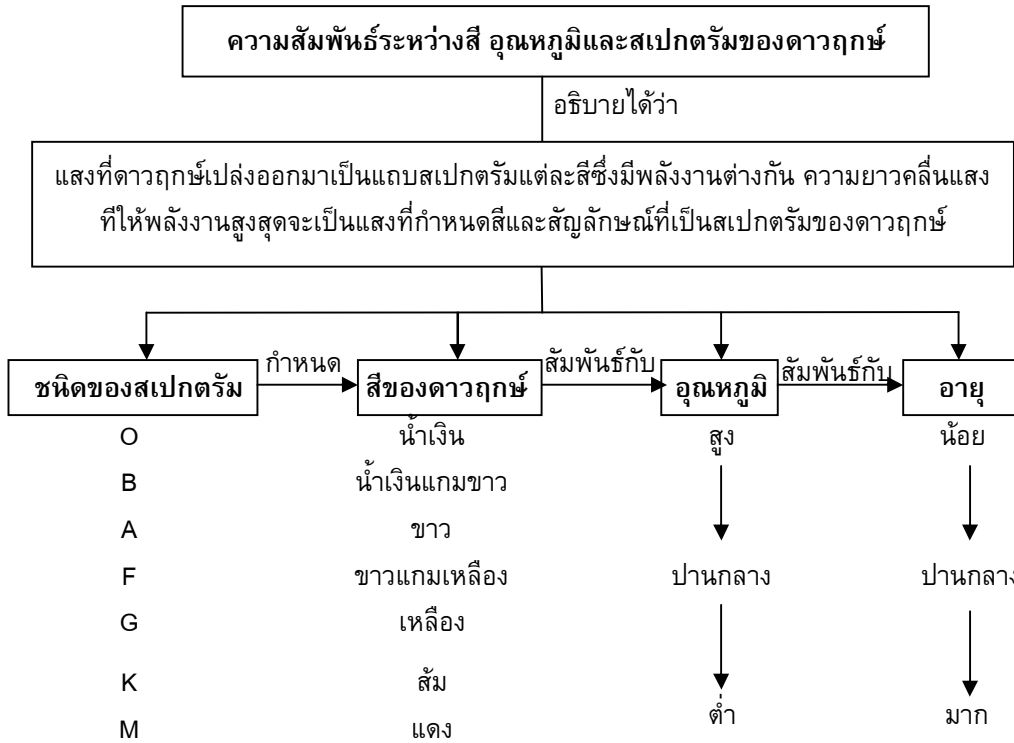 ความสัมพันธ์ระหว่างสี อุณหภูมิและสเปกตรัมของดาวฤกษ์
อธิบายได้ว่า
แสงที่ดาวฤกษ์เปล่งออกมาเป็นแถบสเปกตรัมแต่ละสีซึ่งมีพลังงานต่างกัน ความยาวคลื่นแสง
ทีให้พลังงานสูงสุดจะเป็นแสงที่กำหนดสีและสัญลักษณ์ที่เป็นสเปกตรัมของดาวฤกษ์
ชนิดของสเปกตรัม กำหนด สีของดาวฤกษ์ สัมพันธ์กับ อุณหภูมิ สัมพันธ์กับ อายุ
O น้ำเงิน สูง น้อย
B น้ำเงินแกมขาว
A ขาว
F ขาวแกมเหลือง ปานกลาง ปานกลาง
G เหลือง
K ส้ม
M แดง ต่ำ มาก